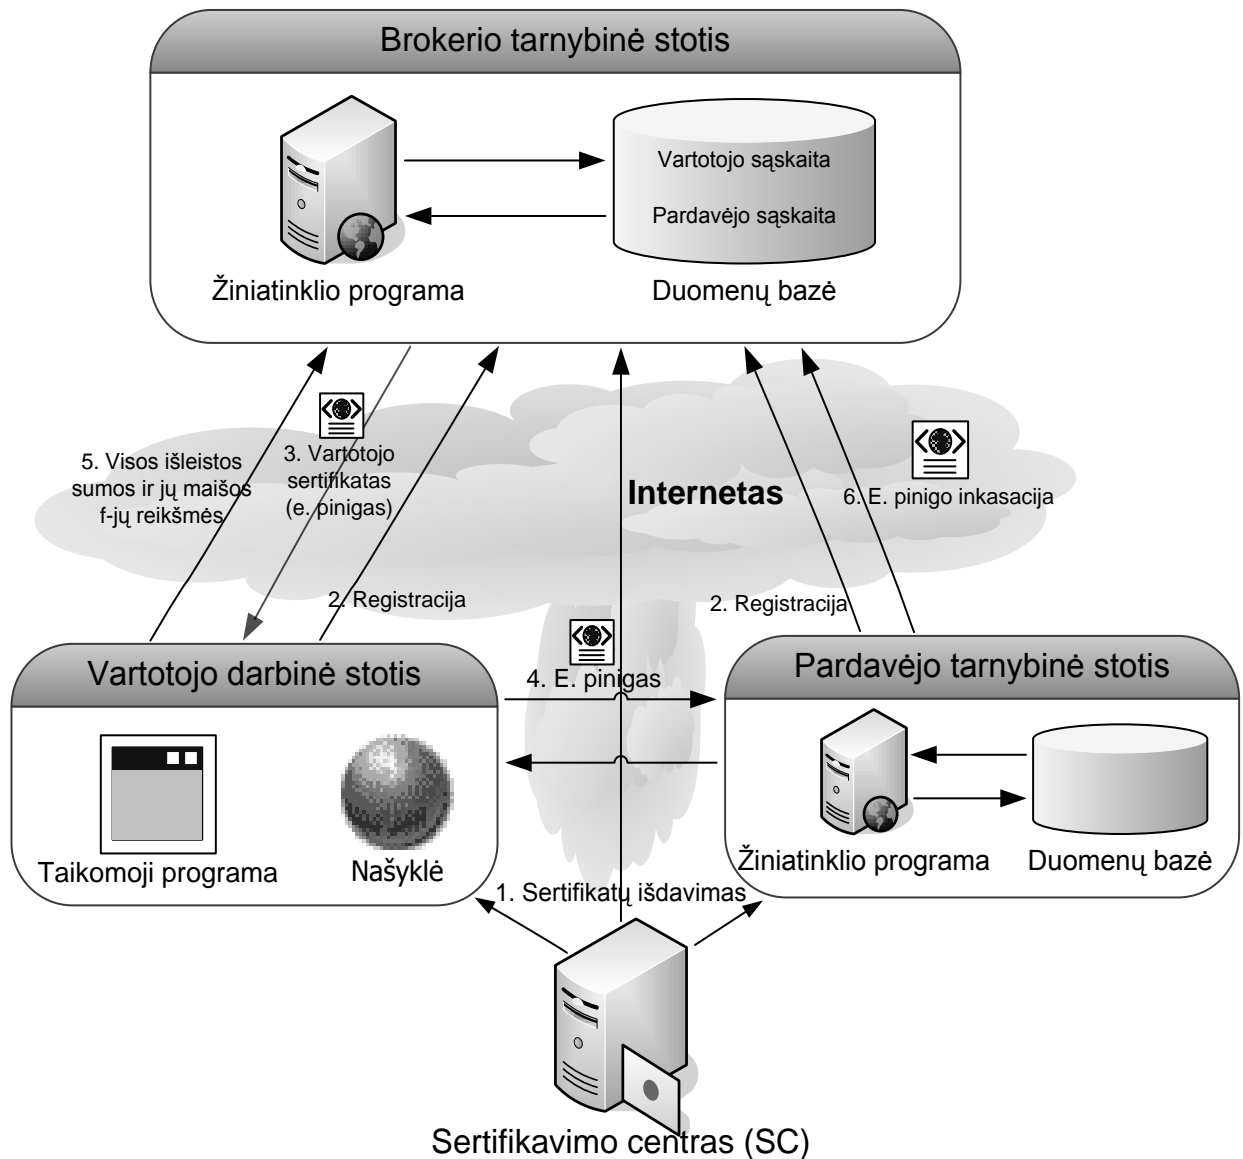 Brokerio tarnybinė stotis
Vartotojo sąskaita
Pardavėjo sąskaita
Žiniatinklio programa
Duomenų bazė
5. Visos išleistos
sumos ir jų maišos
f-jų reikšmės
3. Vartotojo
sertifikatas
(e. pinigas)
Internetas
6. E. pinigo inkasacija
2. Registracija
2. Registracija
Vartotojo darbinė stotis
4. E. pinigas
Pardavėjo tarnybinė stotis
Taikomoji programa
Našyklė
Žiniatinklio programa
Duomenų bazė
1. Sertifikatų išdavimas
Sertifikavimo centras (SC)